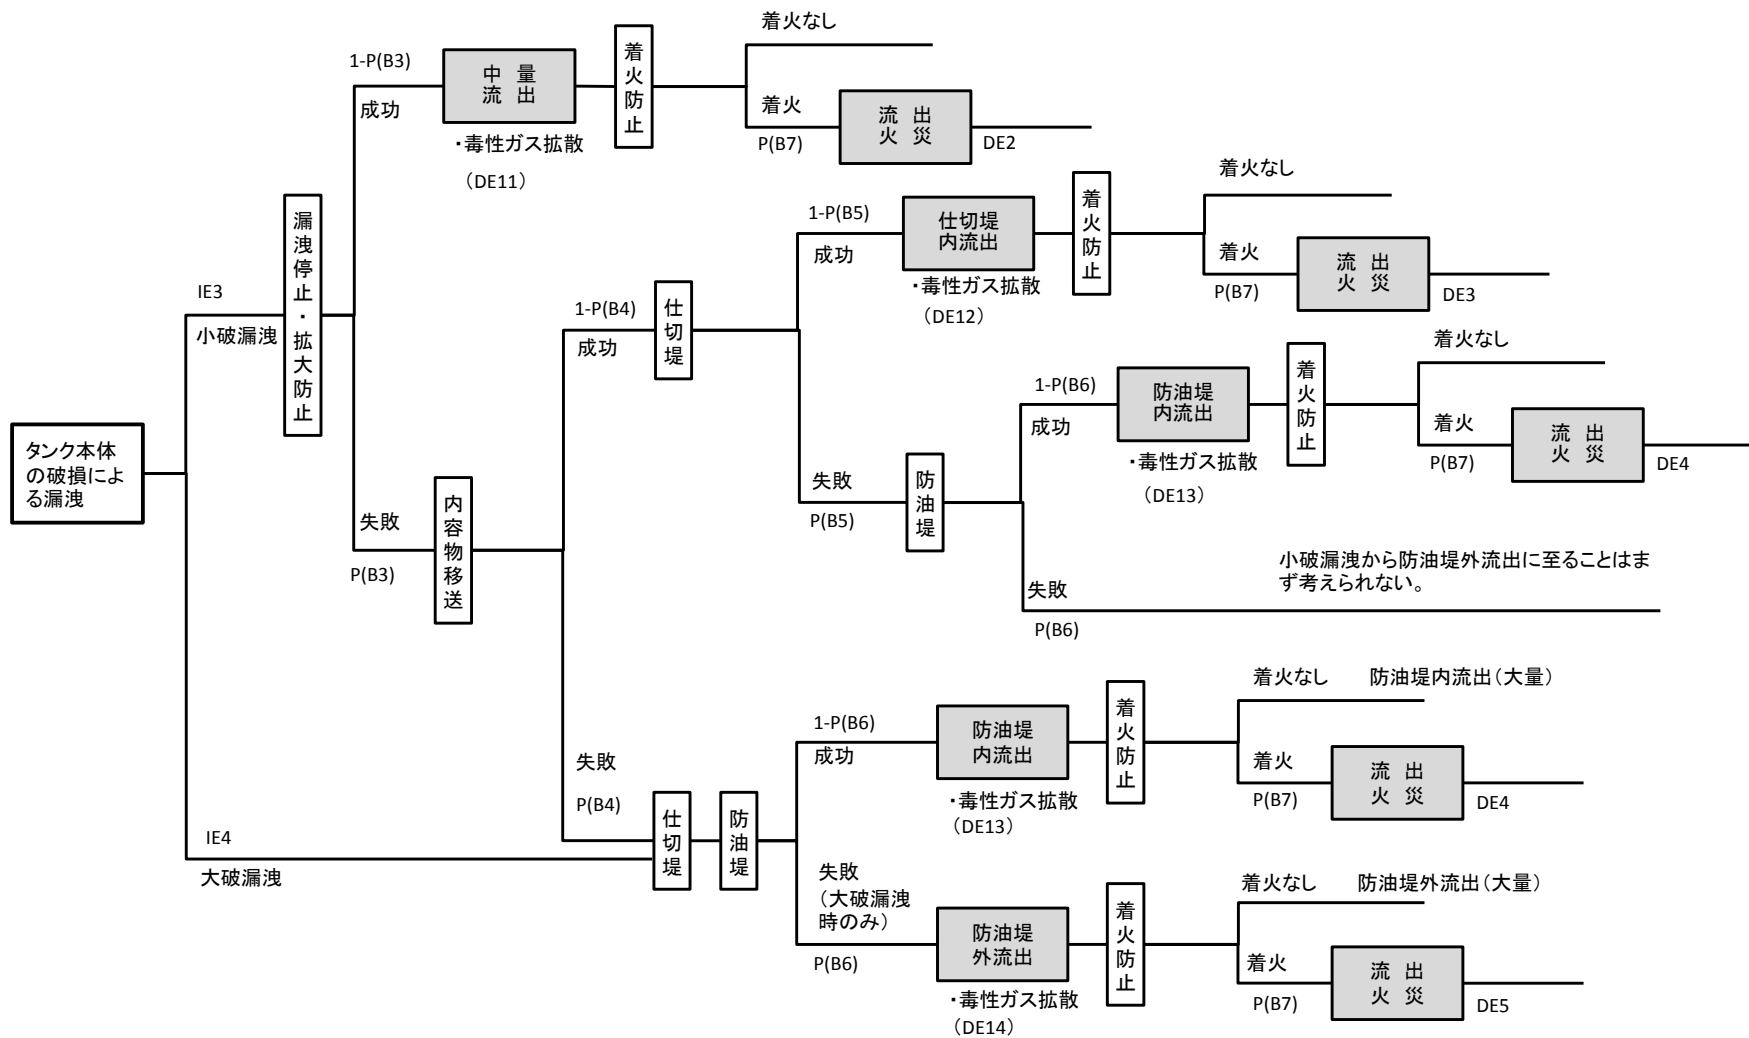 着火なし
1-P(B3)
成功
中 量
流 出
・毒性ガス拡散
（DE11）
着火防止
着火
P(B7)
流 出
火 災
DE2
IE3
小破漏洩
漏洩停止・拡大防止
1-P(B5)
成功
仕切堤
内流出
・毒性ガス拡散
（DE12）
着火防止
着火なし
着火
P(B7)
流 出
火 災
DE3
1-P(B4)
成功
仕切堤
1-P(B6)
成功
防油堤
内流出
・毒性ガス拡散
（DE13）
着火防止
着火なし
着火
P(B7)
流 出
火 災
DE4
タンク本体
の破損によ
る漏洩
失敗
P(B3)
内容物移送
失敗
P(B5)
防油堤
失敗
P(B6)
小破漏洩から防油堤外流出に至ることはま
ず考えられない。
失敗
P(B4)
IE4
大破漏洩
仕切堤
防油堤
1-P(B6)
成功
防油堤
内流出
・毒性ガス拡散
（DE13）
着火防止
着火なし
防油堤内流出（大量）
着火
P(B7)
流 出
火 災
DE4
失敗
（大破漏洩
時のみ）
P(B6)
防油堤
外流出
・毒性ガス拡散
（DE14）
着火防止
着火なし
防油堤外流出（大量）
着火
P(B7)
流 出
火 災
DE5